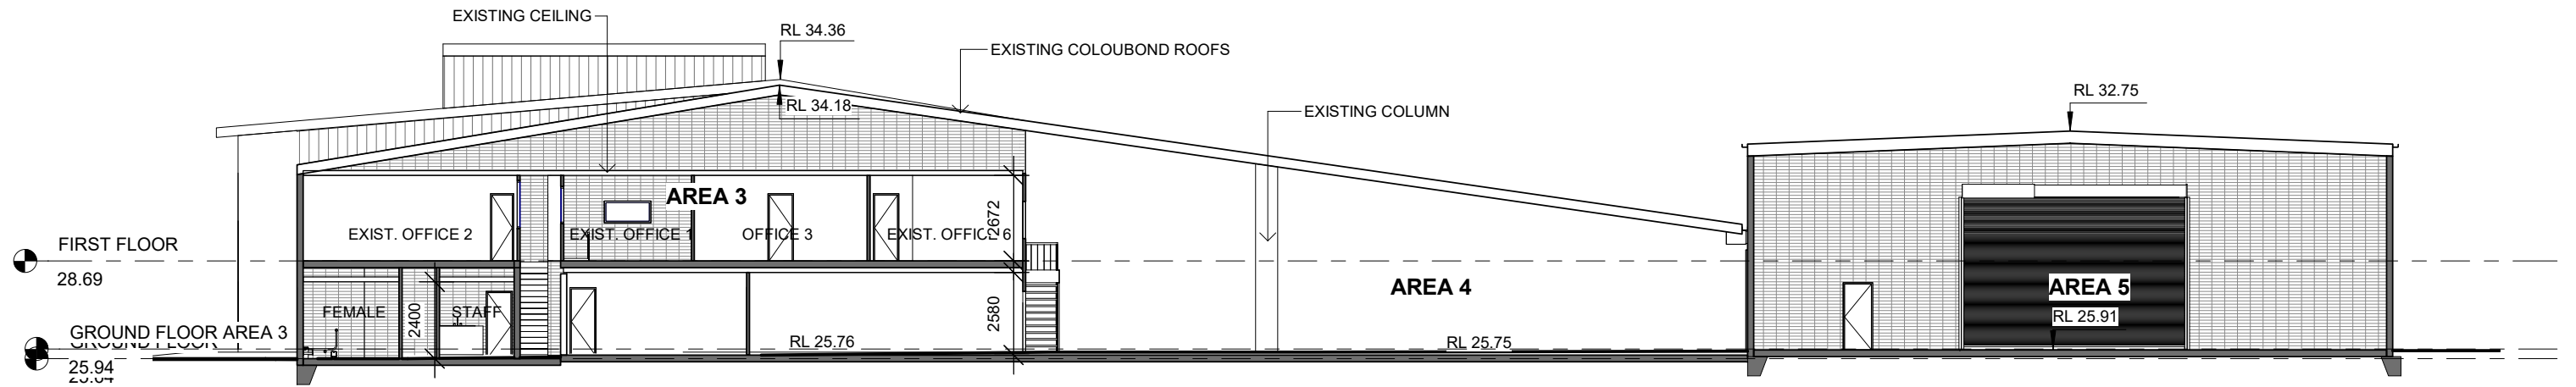 EXISTING CEILING
RL 34.36
EXISTING COLOUBOND ROOFS
RL 34.18
EXISTING COLUMN
RL 32.75
AREA 3
2672
EXIST. OFFICE 2
EXIST. OFFICE 1
OFFICE 3
EXIST. OFFICE 6
FIRST FLOOR
28.69
AREA 4
AREA 5
FEMALE
2400
STAFF
2580
RL 25.91
GROUND FLOOR AREA 3
GROUND FLOOR
RL 25.76
RL 25.75
25.94